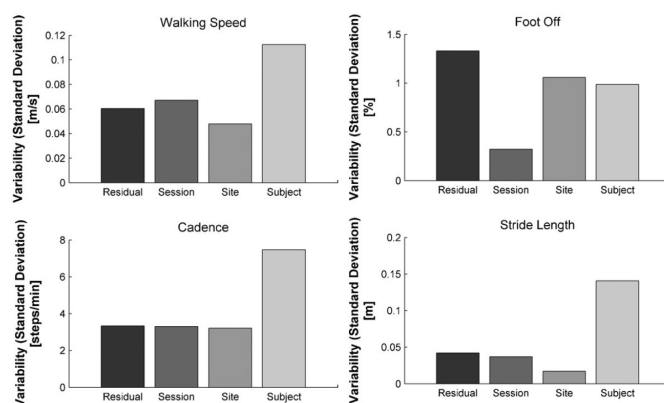 Walking Speed
Variability (Standard Deviation)
[m/s]
0.12
0.1
0.08
0.06
0.04
0.02
0
Residual Session Site Subject
Foot Off
Variability (Standard Deviation)
[%]
1.5
1
0.5
0
Residual Session Site Subject
Cadence
Variability (Standard Deviation)
[steps/min]
8
6
4
2
0
Residual Session Site Subject
Stride Length
Variability (Standard Deviation)
[m]
0.2
0.15
0.1
0.05
0
Residual Session Site Subject